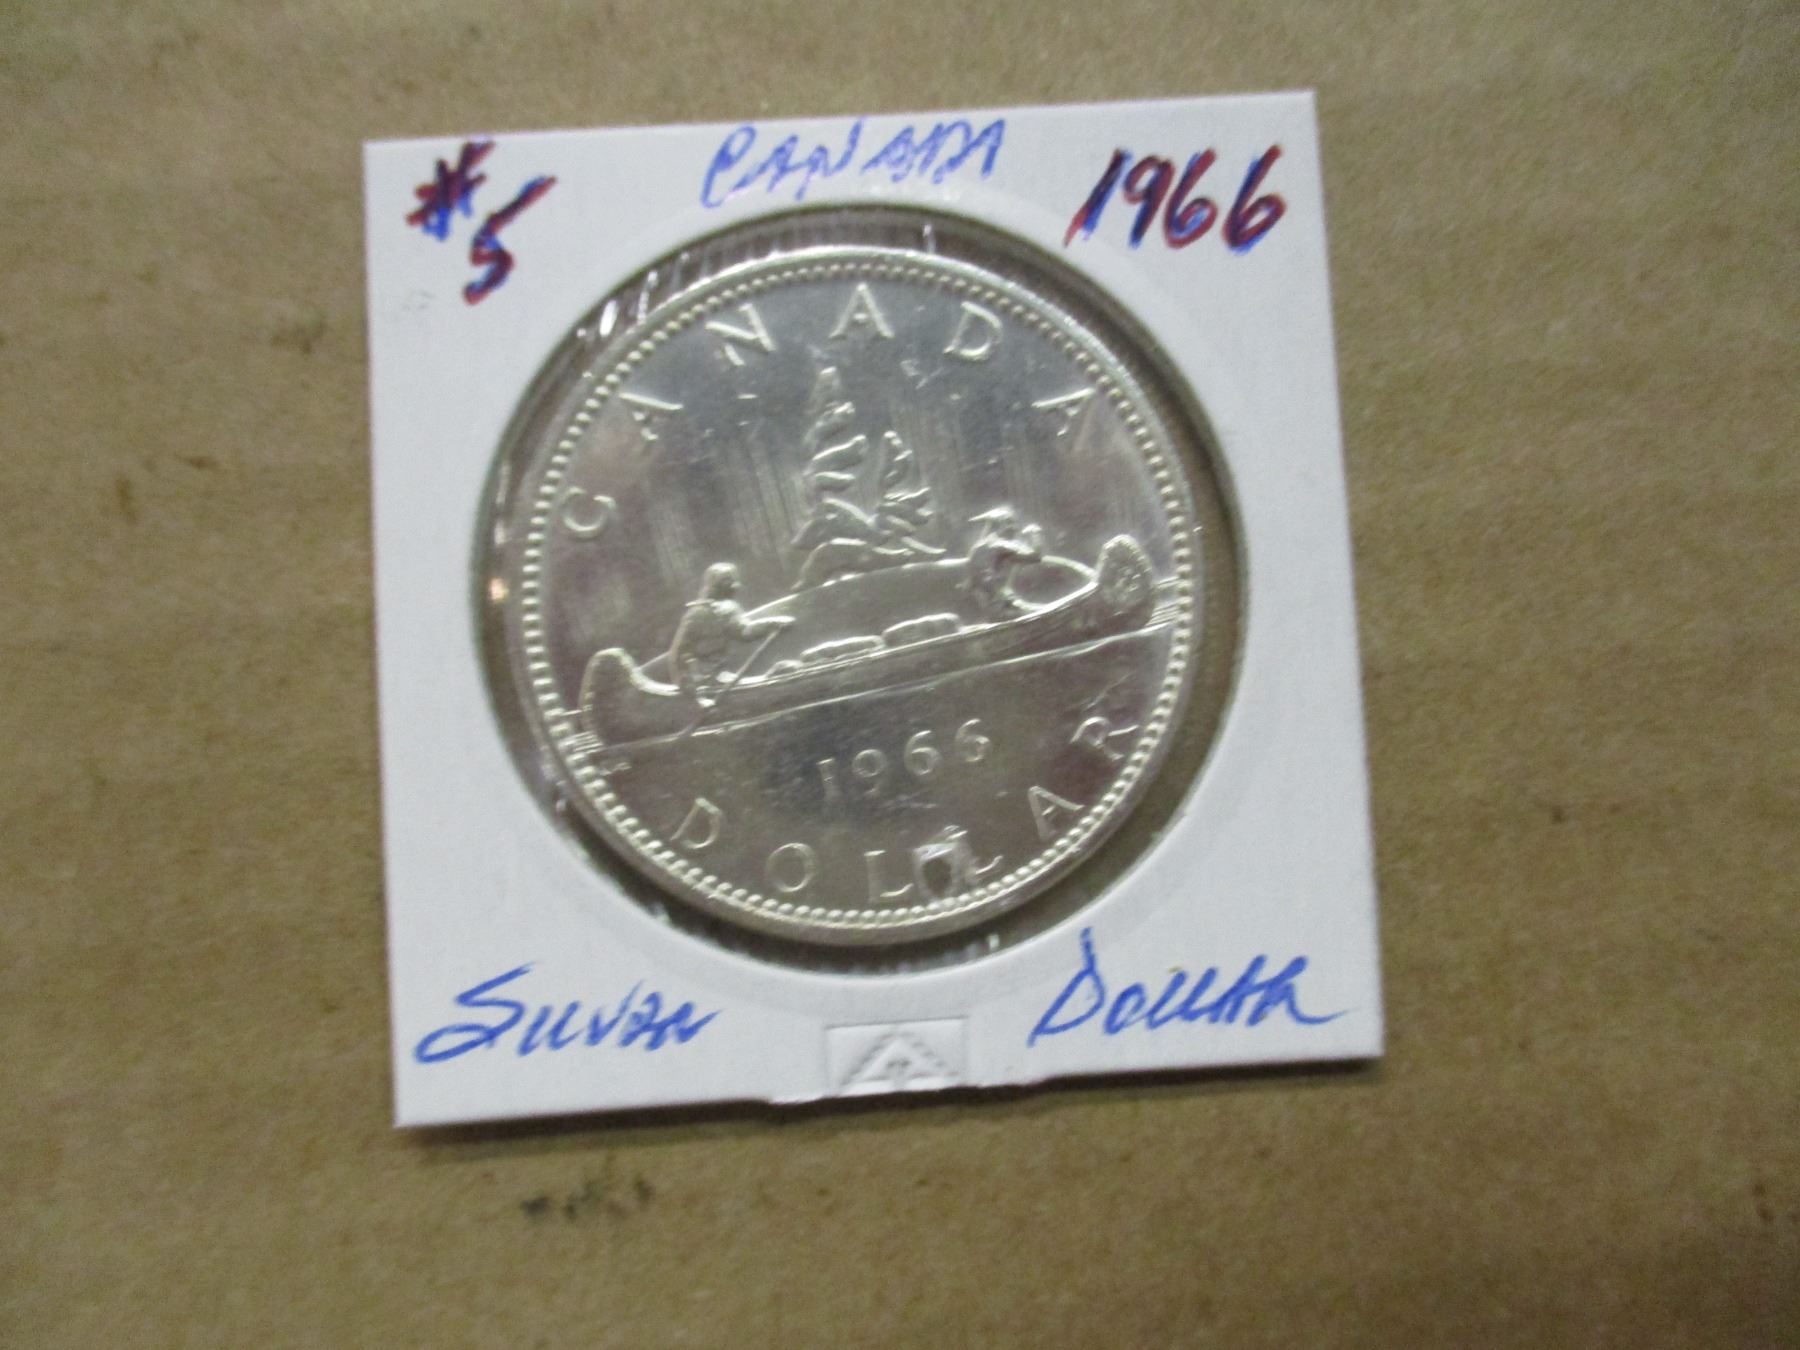 # 5 CANADA 1966
CANADA
1966
DOLLAR
SILVER DOLLAR